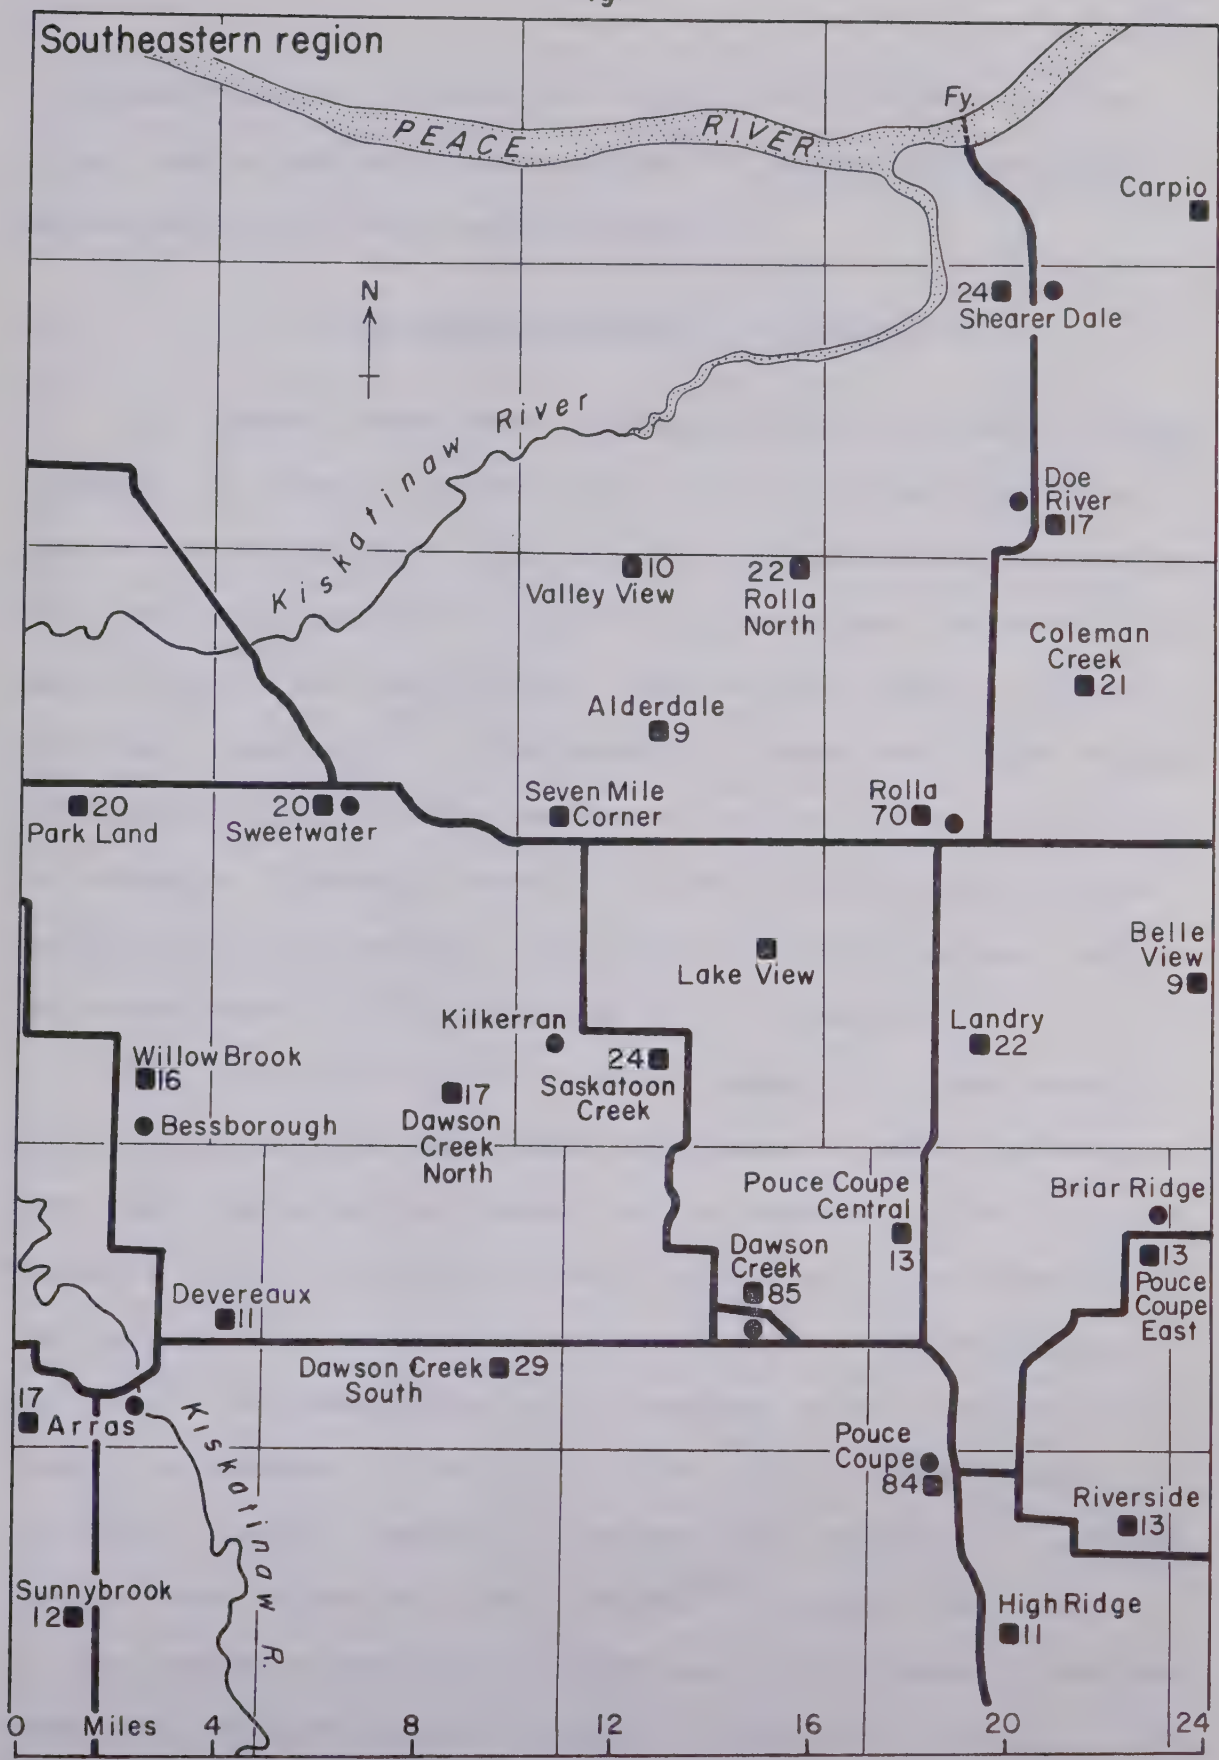 Southeastern region
PEACE RIVER
Fy.
Carpio
N
24
Shearer Dale
Kiskatinaw River
Doe
River
17
10
Valley View
22
Rolla
North
Coleman
Creek
21
Alderdale
9
20
Park Land
20
Sweetwater
Seven Mile
Corner
Rolla
70
Lake View
Belle
View
9
Kilkerran
Landry
22
Willow Brook
16
24
Saskatoon
Creek
17
Dawson
Creek
North
Bessborough
Pouce Coupe
Central
13
Briar Ridge
Dawson
Creek
85
13
Pouce
Coupe
East
Devereaux
11
Dawson Creek
South
29
17
Arras
Kiskatinaw R.
Pouce
Coupe
84
Riverside
13
Sunnybrook
12
High Ridge
11
0 Miles 4 8 12 16 20 24